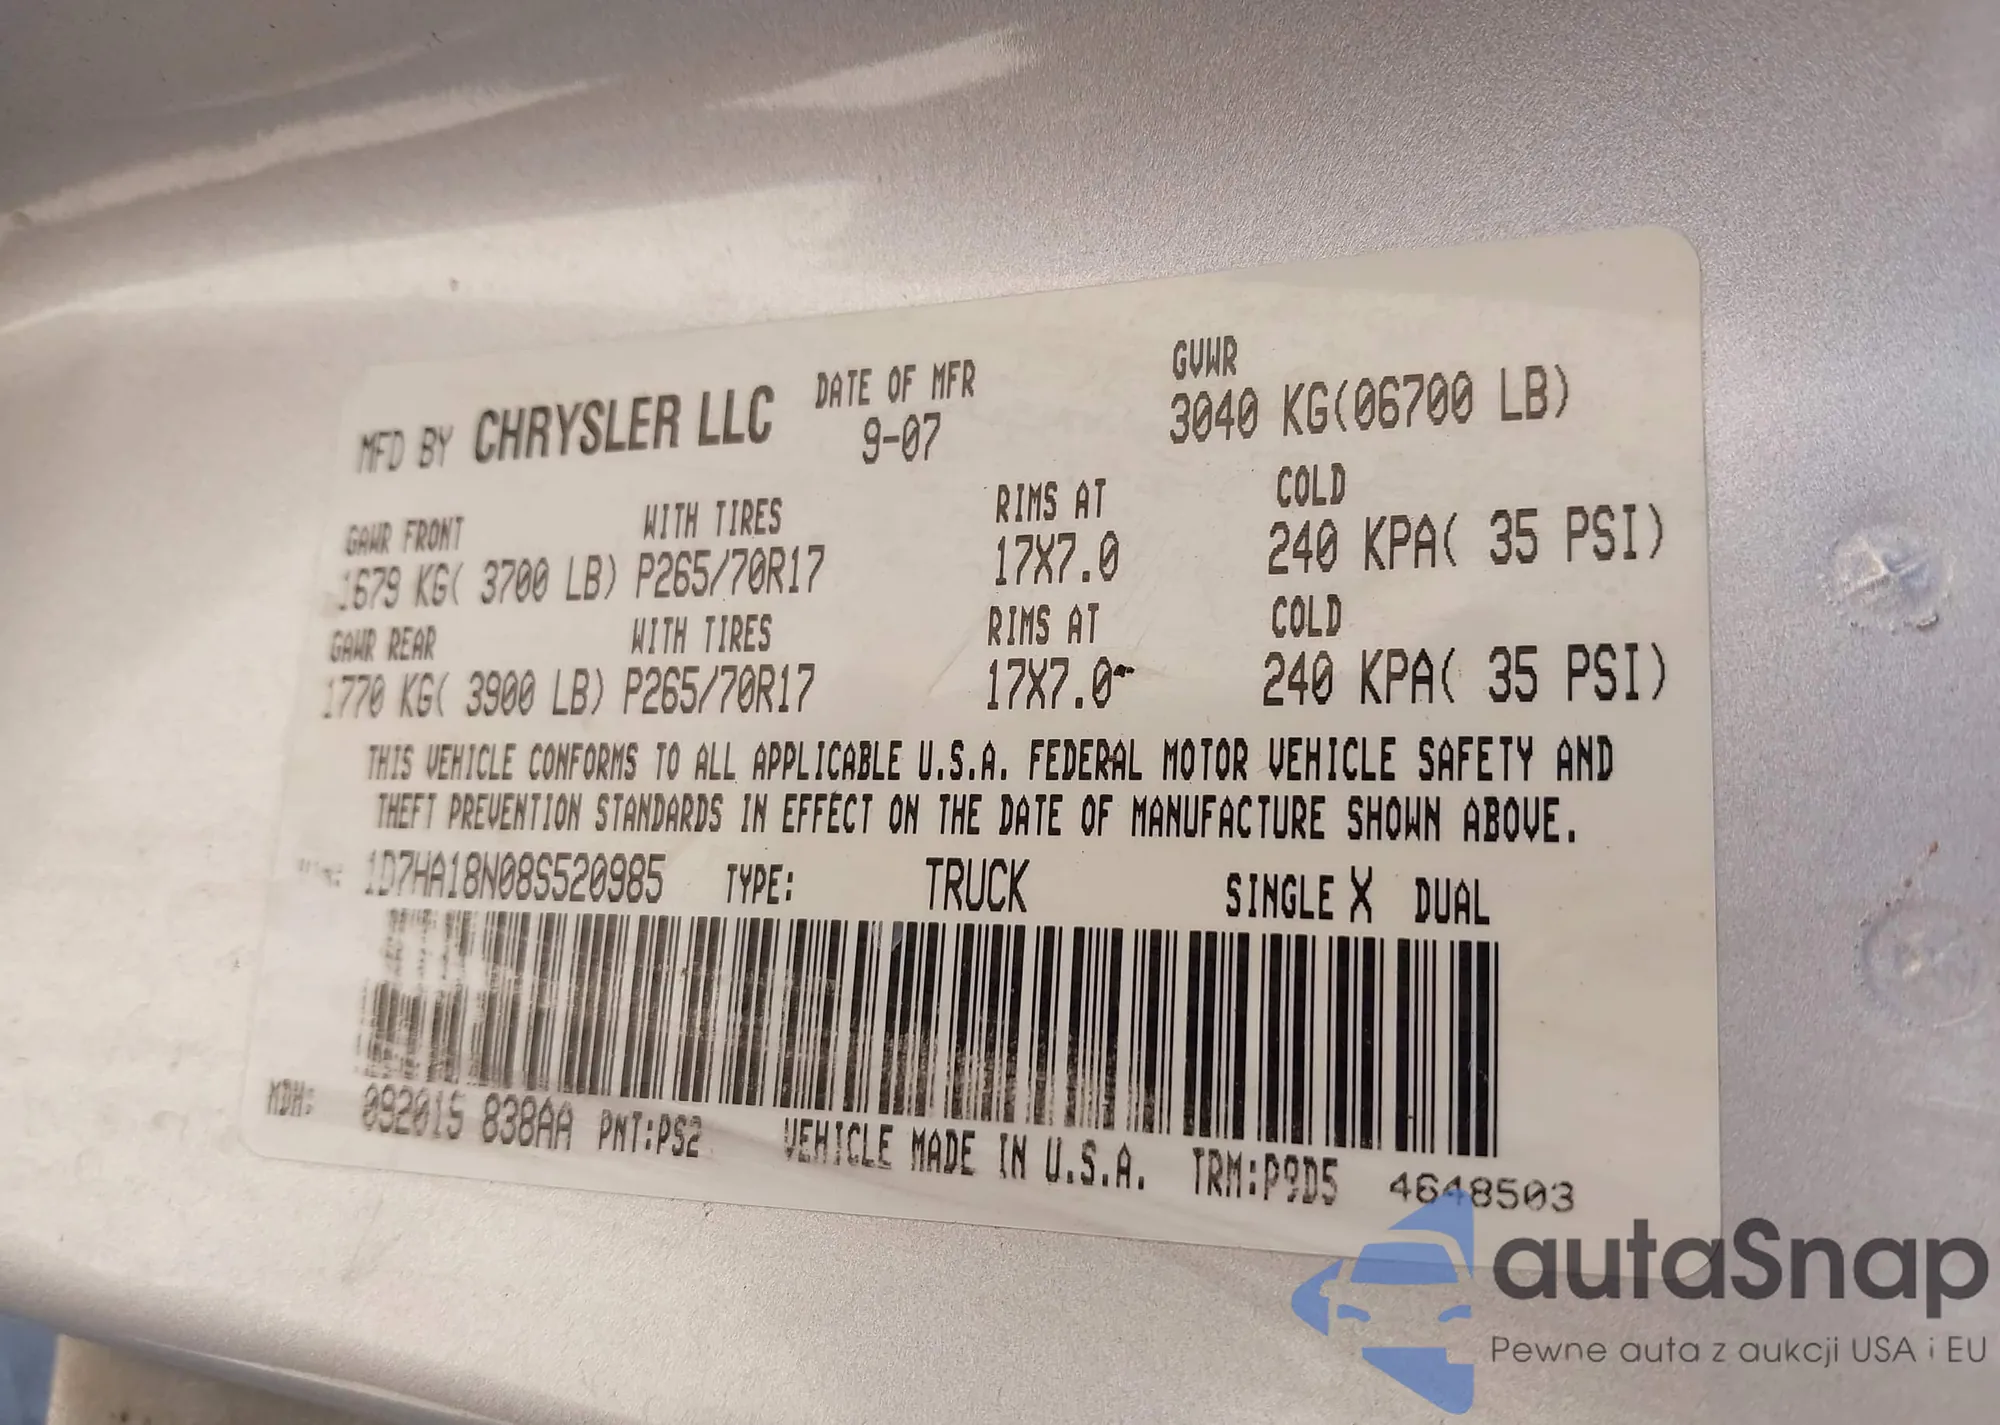 MFD BY CHRYSLER LLC DATE OF MFR GVWR
9-07 3040 KG(06700 LB)
GAWR FRONT WITH TIRES RIMS AT COLD
1679 KG( 3700 LB) P265/70R17 17X7.0 240 KPA( 35 PSI)
GAWR REAR WITH TIRES RIMS AT COLD
1770 KG( 3900 LB) P265/70R17 17X7.0 240 KPA( 35 PSI)
THIS VEHICLE CONFORMS TO ALL APPLICABLE U.S.A. FEDERAL MOTOR VEHICLE SAFETY AND
THEFT PREVENTION STANDARDS IN EFFECT ON THE DATE OF MANUFACTURE SHOWN ABOVE.
1D7HA18N08S520985 TYPE: TRUCK SINGLE X DUAL
MDH: 092015 838AA PNT:PS2 VEHICLE MADE IN U.S.A. TRM:P9D5 4648503
autaSnap
Pewne auta z aukcji USA i EU